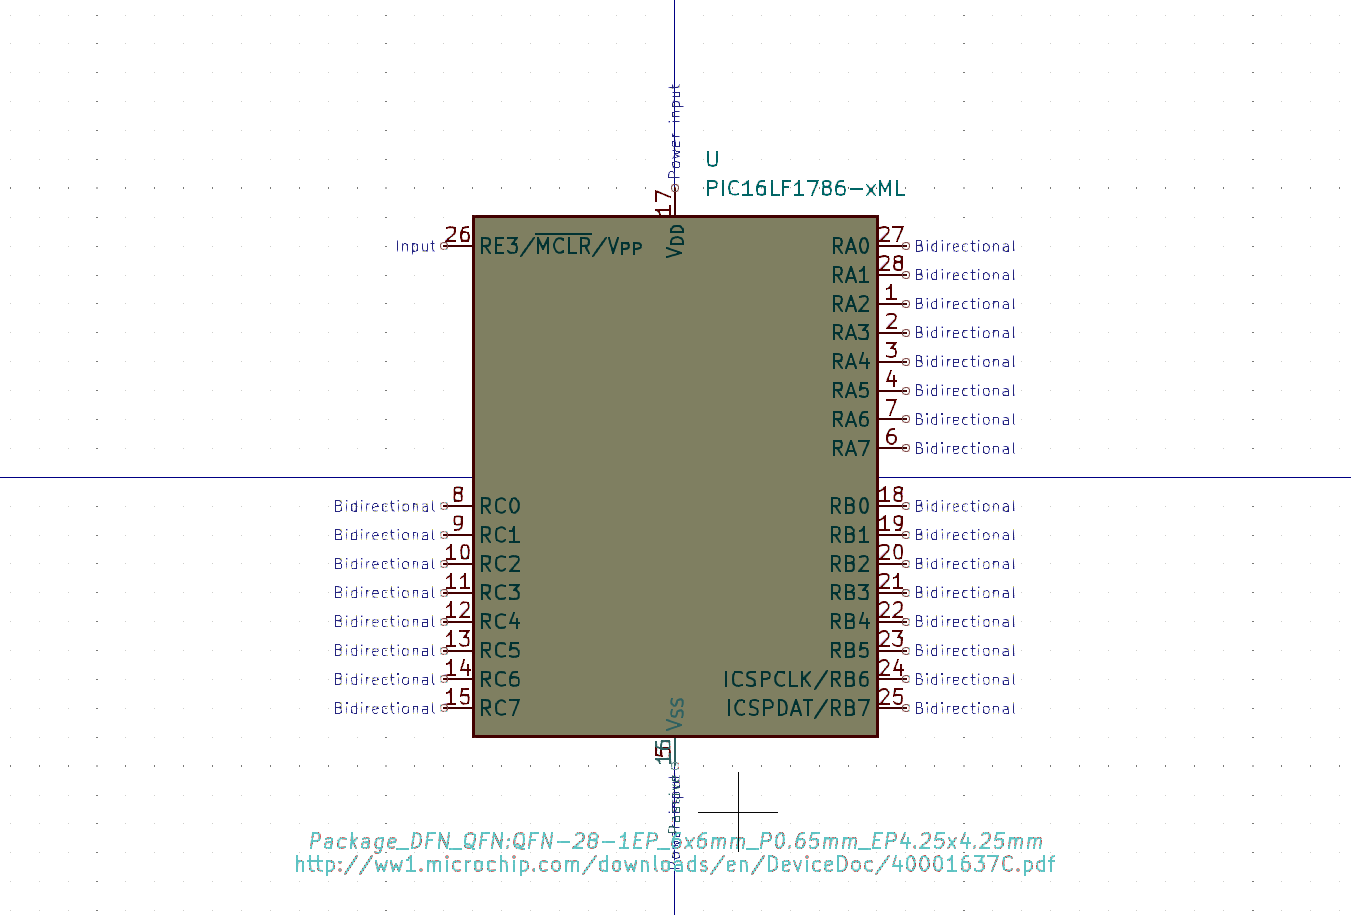 Power input
U
17
PIC16LF1786-xML
Input 26 RE3/MCLR/VPP
VDD
RA0 27 Bidirectional
RA1 28 Bidirectional
RA2 1 Bidirectional
RA3 2 Bidirectional
RA4 3 Bidirectional
RA5 4 Bidirectional
RA6 7 Bidirectional
RA7 6 Bidirectional
Bidirectional 8 RC0
RB0 18 Bidirectional
Bidirectional 9 RC1
RB1 19 Bidirectional
Bidirectional 10 RC2
RB2 20 Bidirectional
Bidirectional 11 RC3
RB3 21 Bidirectional
Bidirectional 12 RC4
RB4 22 Bidirectional
Bidirectional 13 RC5
RB5 23 Bidirectional
Bidirectional 14 RC6
ICSPCLK/RB6 24 Bidirectional
Bidirectional 15 RC7
ICSPDAT/RB7 25 Bidirectional
VSS
Package_DFN_QFN:QFN-28-1EP_6x6mm_P0.65mm_EP4.25x4.25mm
http://ww1.microchip.com/downloads/en/DeviceDoc/40001637C.pdf